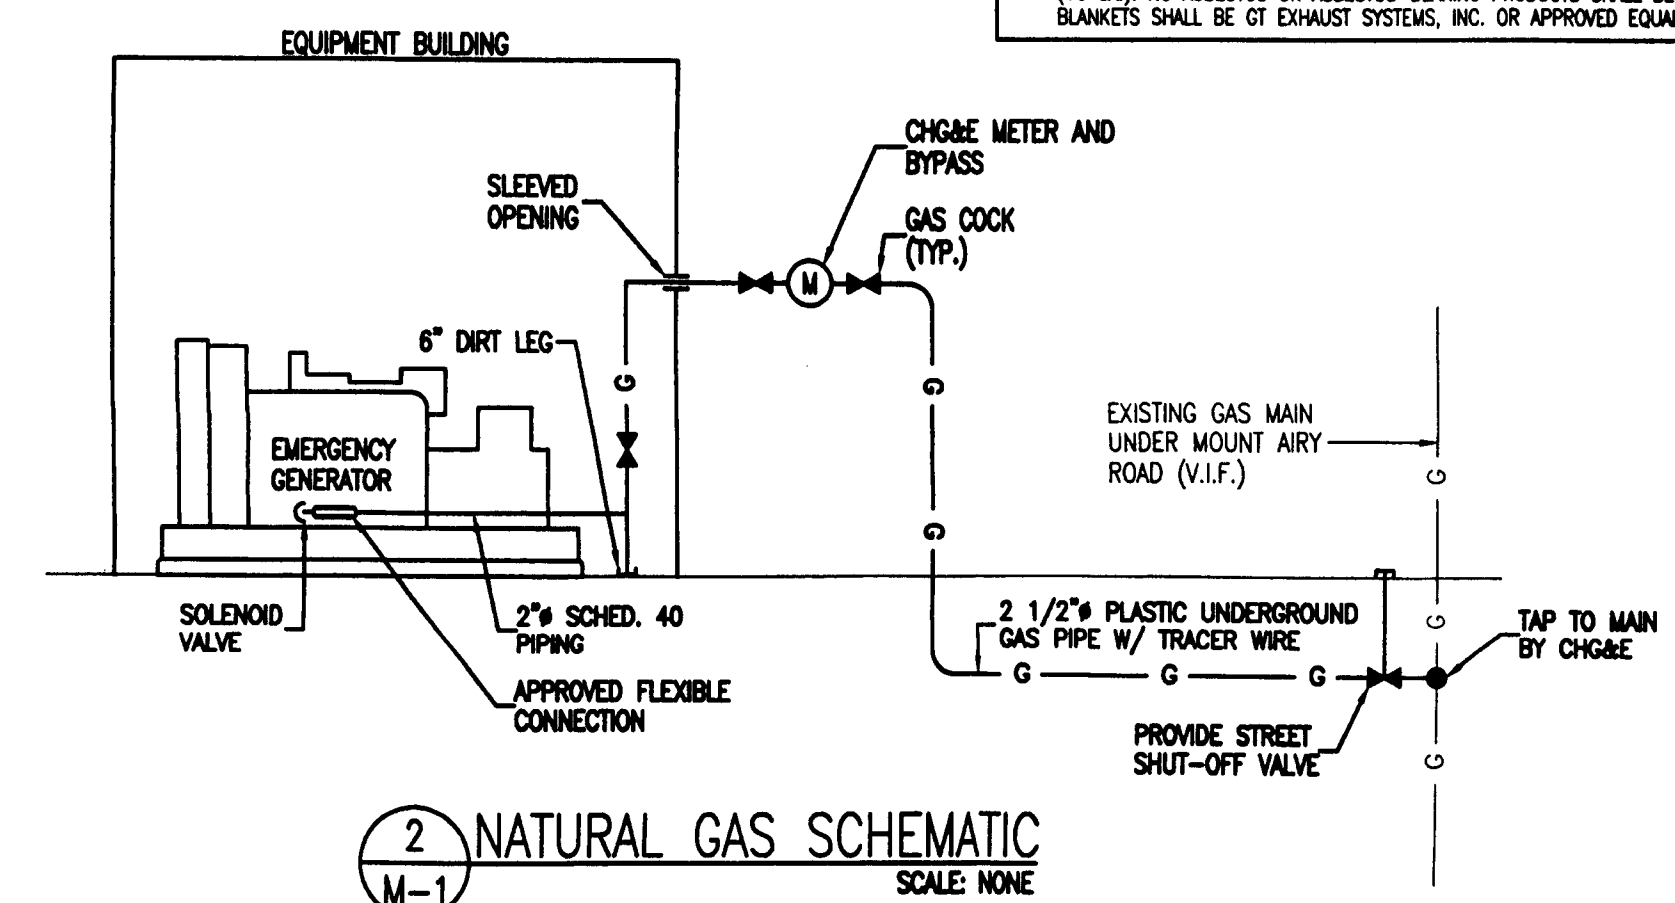 BLANKETS SHALL BE GT EXHAUST SYSTEMS, INC. OR APPROVED EQUAL
EQUIPMENT BUILDING
CHG&E METER AND
BYPASS
SLEEVED
OPENING
GAS COCK
(TYP.)
M
6" DIRT LEG
G
G
EXISTING GAS MAIN
UNDER MOUNT AIRY
ROAD (V.I.F.)
G
EMERGENCY
GENERATOR
G
SOLENOID
VALVE
2"ø SCHED. 40
PIPING
2 1/2"ø PLASTIC UNDERGROUND
GAS PIPE W/ TRACER WIRE
G
TAP TO MAIN
BY CHG&E
G
G
G
APPROVED FLEXIBLE
CONNECTION
PROVIDE STREET
SHUT-OFF VALVE
G
2
M-1
NATURAL GAS SCHEMATIC
SCALE: NONE